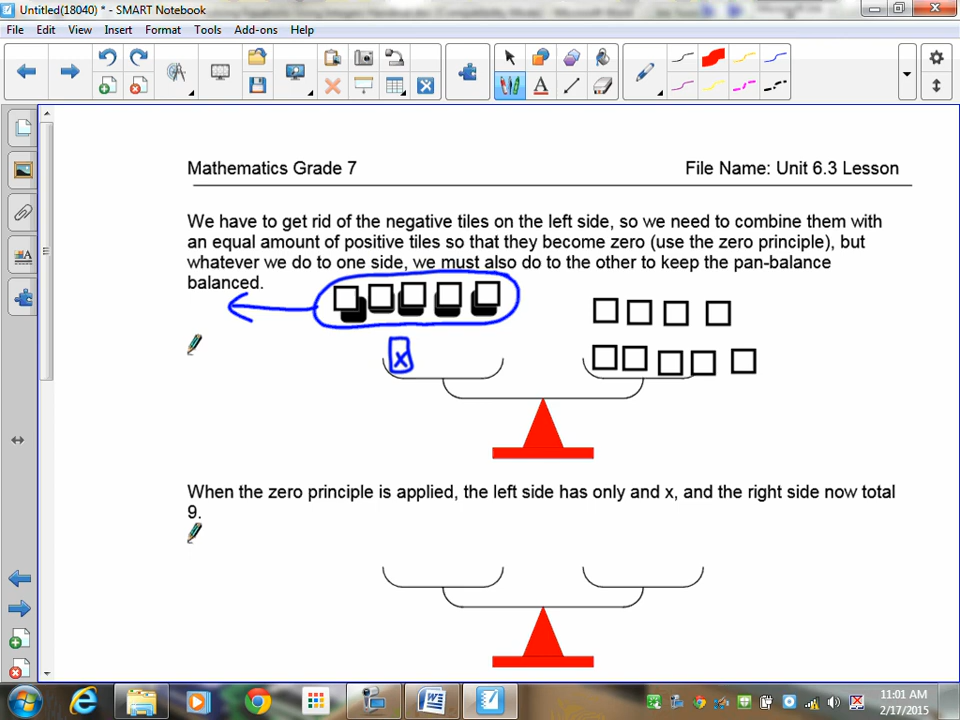 Untitled(18040) * - SMART Notebook
File Edit View Insert Format Tools Add-ons Help
Mathematics Grade 7 File Name: Unit 6.3 Lesson
We have to get rid of the negative tiles on the left side, so we need to combine them with
an equal amount of positive tiles so that they become zero (use the zero principle), but
whatever we do to one side, we must also do to the other to keep the pan-balance
balanced.
x
When the zero principle is applied, the left side has only and x, and the right side now total
9.
11:01 AM
2/17/2015